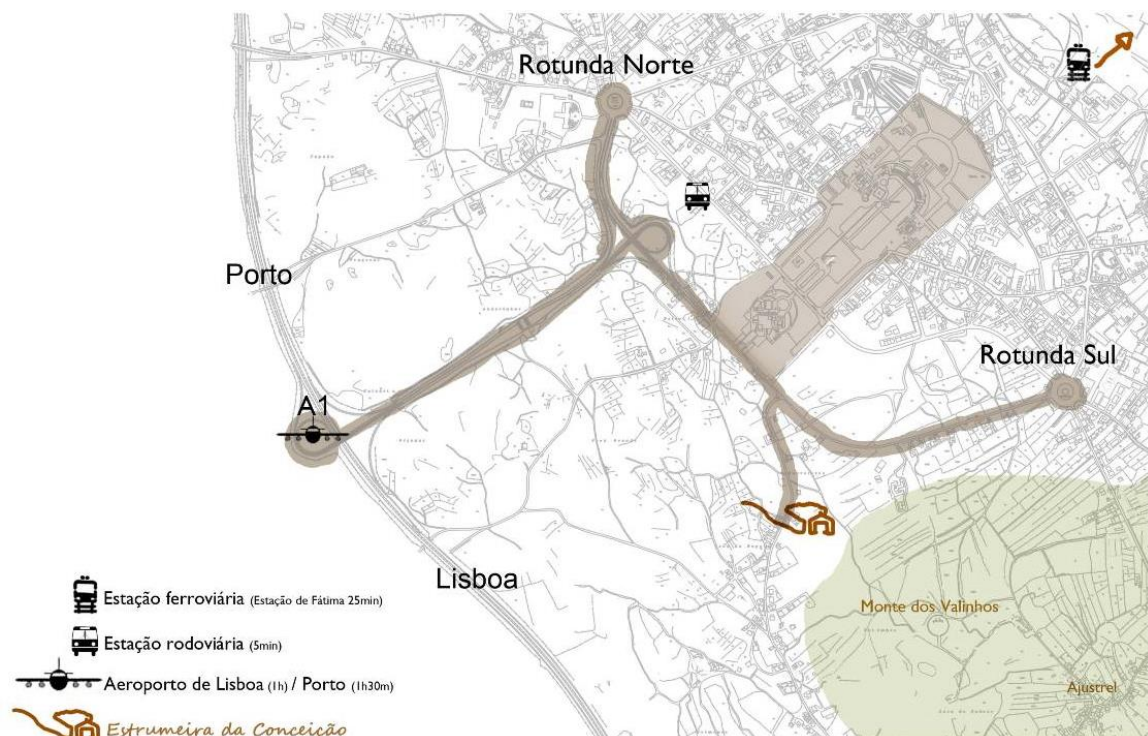 Rotunda Norte
Porto
Rotunda Sul
A1
Lisboa
Monte dos Valinhos
Ajustrel
Estação ferroviária (Estação de Fátima 25min)
Estação rodoviária (5min)
Aeroporto de Lisboa (1h) / Porto (1h30m)
Estrumeira da Conceição